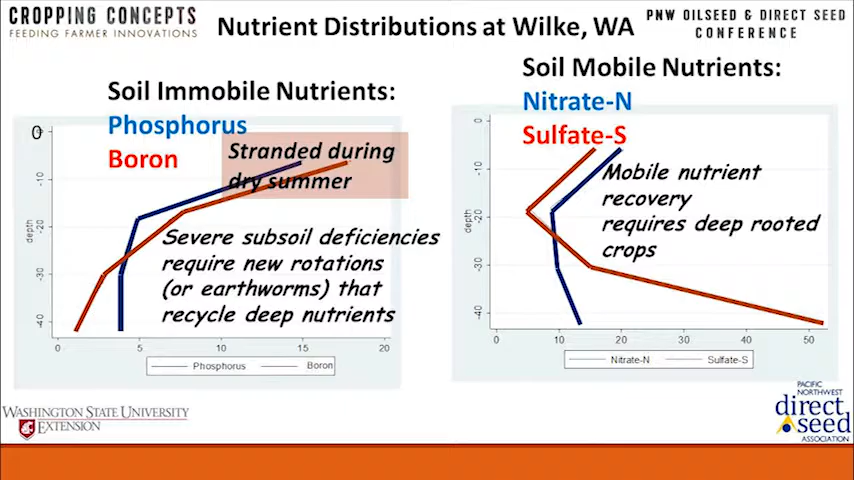 CROPPING CONCEPTS
FEEDING FARMER INNOVATIONS
Nutrient Distributions at Wilke, WA
PNW OILSEED & DIRECT SEED
CONFERENCE
Soil Immobile Nutrients:
Phosphorus
Boron
Stranded during
dry summer
Severe subsoil deficiencies
require new rotations
(or earthworms) that
recycle deep nutrients
depth
0
-10
-20
-30
-40
0 5 10 15 20
Phosphorus Boron
Soil Mobile Nutrients:
Nitrate-N
Sulfate-S
Mobile nutrient
recovery
requires deep rooted
crops
depth
0
-10
-20
-30
-40
0 10 20 30 40 50
Nitrate-N Sulfate-S
WASHINGTON STATE UNIVERSITY
EXTENSION
PACIFIC
NORTHWEST
direct
seed
ASSOCIATION